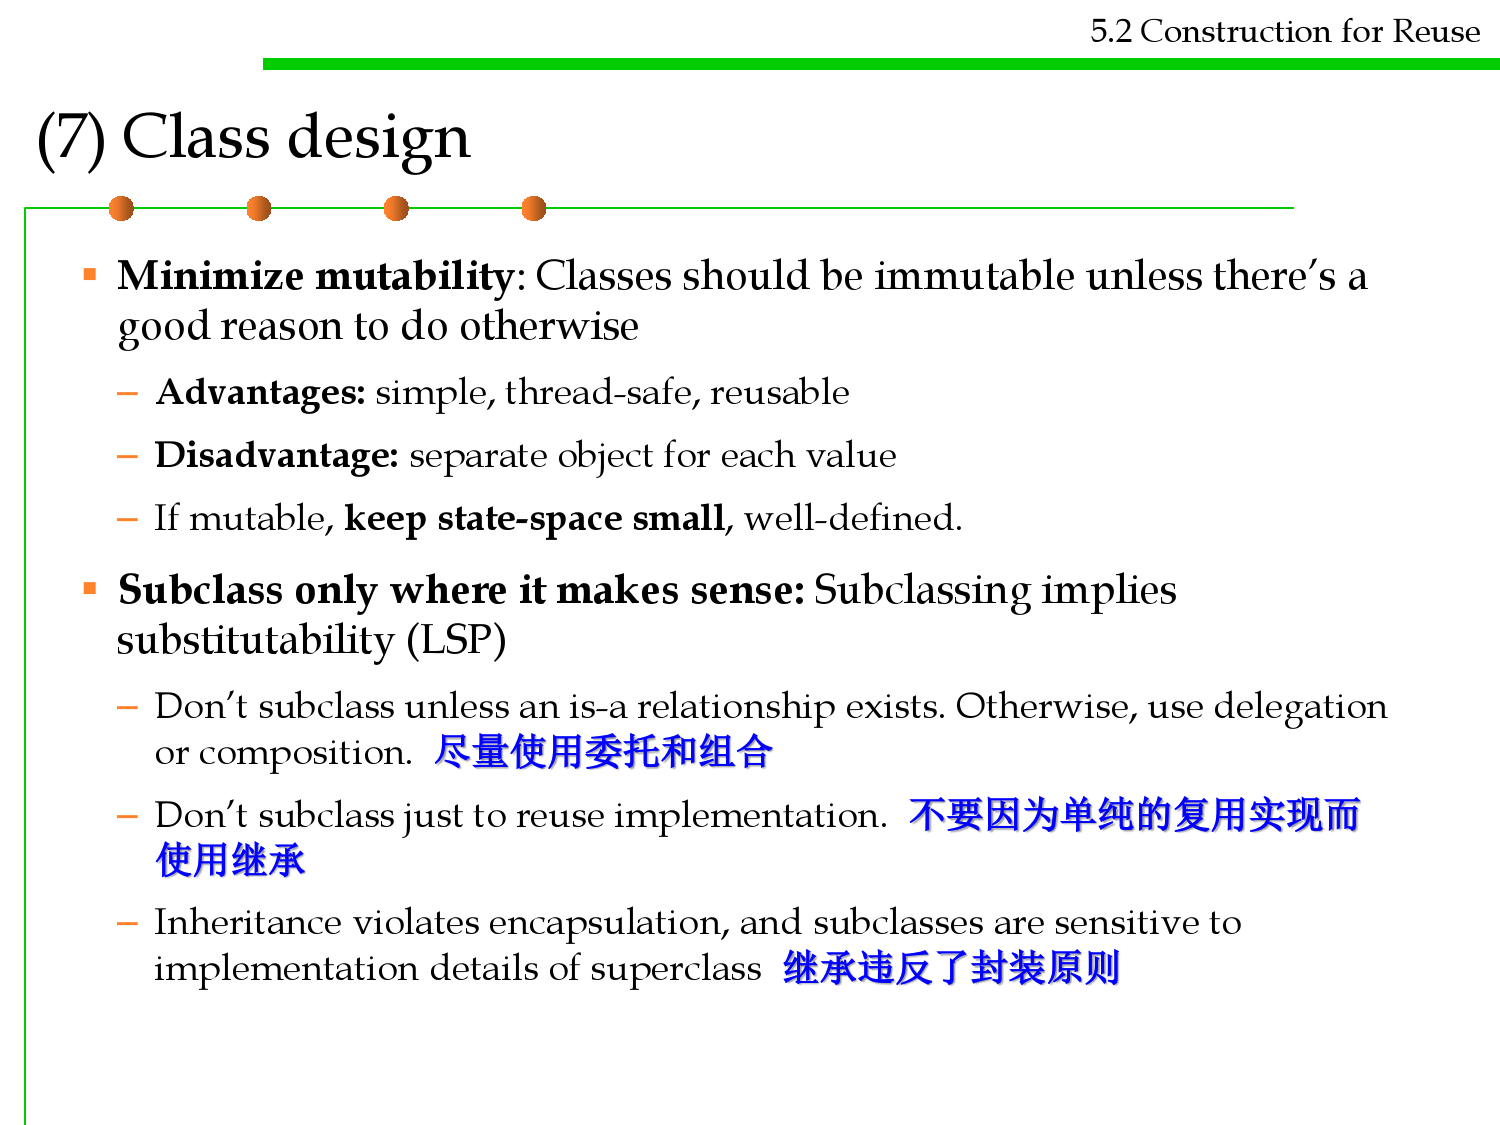 5.2 Construction for Reuse
(7) Class design
▪ Minimize mutability: Classes should be immutable unless there’s a
good reason to do otherwise
– Advantages: simple, thread-safe, reusable
– Disadvantage: separate object for each value
– If mutable, keep state-space small, well-defined.
▪ Subclass only where it makes sense: Subclassing implies
substitutability (LSP)
– Don’t subclass unless an is-a relationship exists. Otherwise, use delegation
or composition. 尽量使用委托和组合
– Don’t subclass just to reuse implementation. 不要因为单纯的复用实现而
使用继承
– Inheritance violates encapsulation, and subclasses are sensitive to
implementation details of superclass 继承违反了封装原则